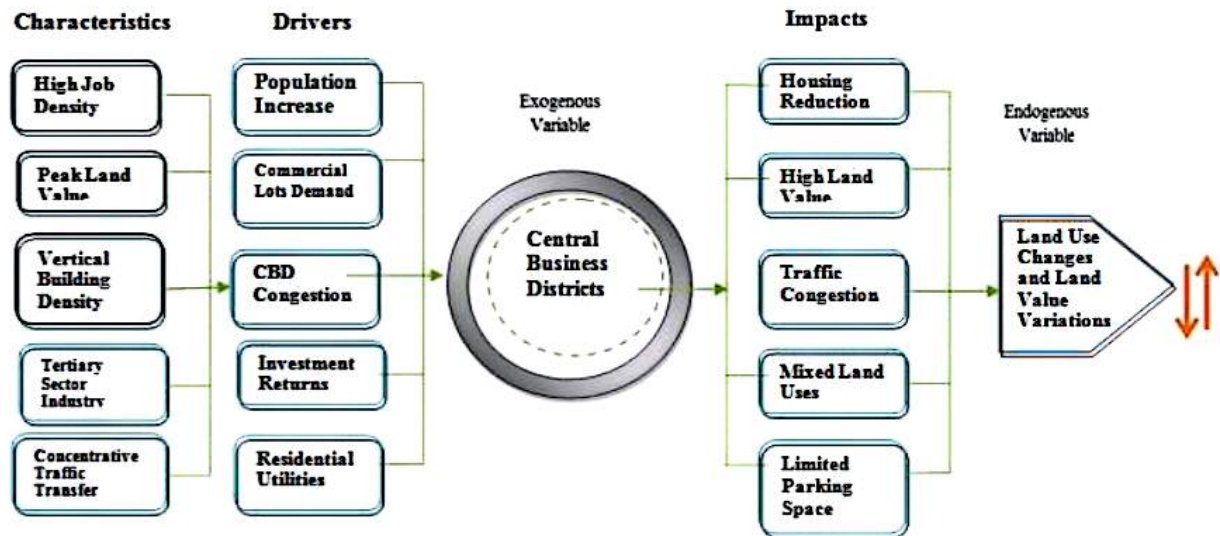 Characteristics
Drivers
Impacts
High Job
Density
Peak Land
Value
Vertical
Building
Density
Tertiary
Sector
Industry
Concentrative
Traffic
Transfer
Population
Increase
Commercial
Lots Demand
CBD
Congestion
Investment
Returns
Residential
Utilities
Exogenous
Variable
Central
Business
Districts
Housing
Reduction
High Land
Value
Traffic
Congestion
Mixed Land
Uses
Limited
Parking
Space
Endogenous
Variable
Land Use
Changes
and Land
Value
Variations